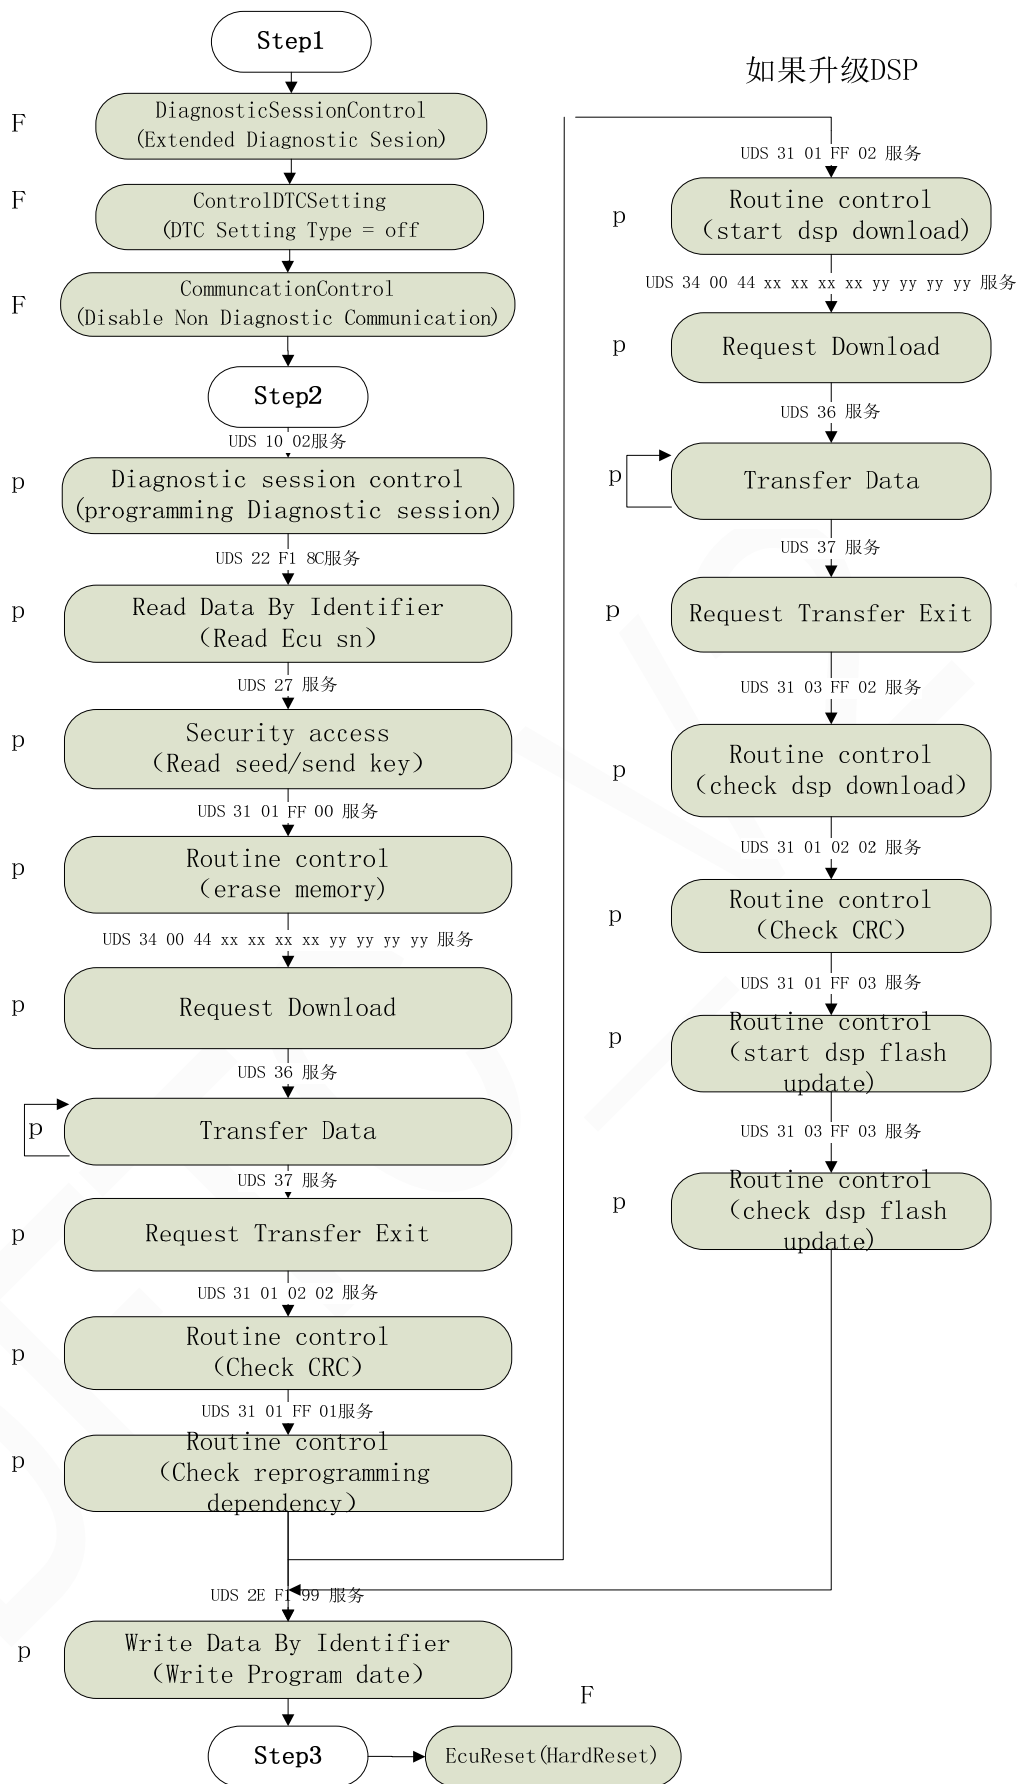 Step1
F
DiagnosticSessionControl
(Extended Diagnostic Sesion)
F
ControlDTCSetting
(DTC Setting Type = off
F
CommuncationControl
(Disable Non Diagnostic Communication)
Step2
UDS 10 02服务
p
Diagnostic session control
(programming Diagnostic session)
UDS 22 F1 8C服务
p
Read Data By Identifier
（Read Ecu sn）
UDS 27 服务
p
Security access
（Read seed/send key）
UDS 31 01 FF 00 服务
p
Routine control
（erase memory)
UDS 34 00 44 xx xx xx xx yy yy yy yy 服务
p
Request Download
UDS 36 服务
p
Transfer Data
UDS 37 服务
p
Request Transfer Exit
UDS 31 01 02 02 服务
p
Routine control
（Check CRC）
UDS 31 01 FF 01服务
p
Routine control
（Check reprogramming
dependency）
UDS 2E F1 99 服务
p
Write Data By Identifier
（Write Program date）
Step3
F
EcuReset(HardReset)
如果升级DSP
UDS 31 01 FF 02 服务
p
Routine control
（start dsp download)
UDS 34 00 44 xx xx xx xx yy yy yy yy 服务
p
Request Download
UDS 36 服务
p
Transfer Data
UDS 37 服务
p
Request Transfer Exit
UDS 31 03 FF 02 服务
p
Routine control
（check dsp download）
UDS 31 01 02 02 服务
p
Routine control
（Check CRC）
UDS 31 01 FF 03 服务
p
Routine control
（start dsp flash
update)
UDS 31 03 FF 03 服务
p
Routine control
（check dsp flash
update)